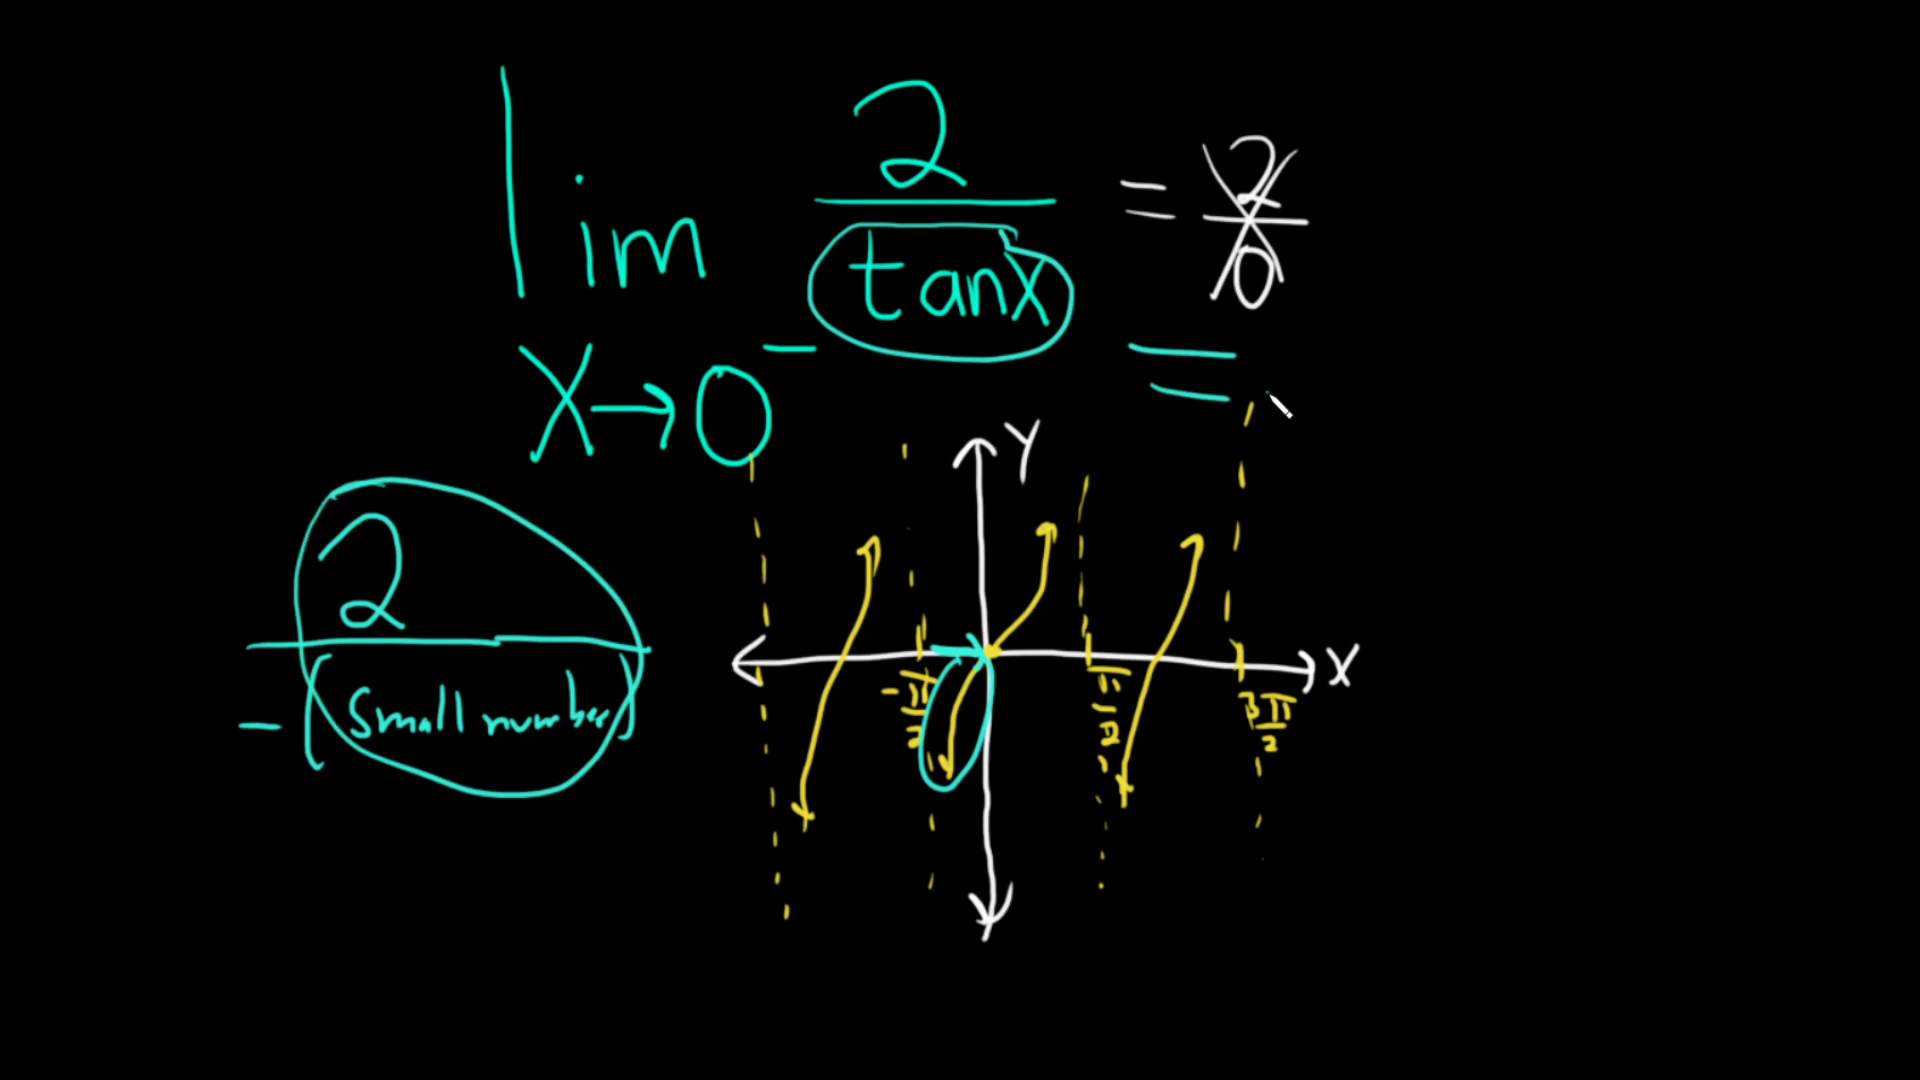 lim x→0⁻ 2/tanx = 2/0
=
Y
X
-π/2
π/2
3π/2
2
-(small number)